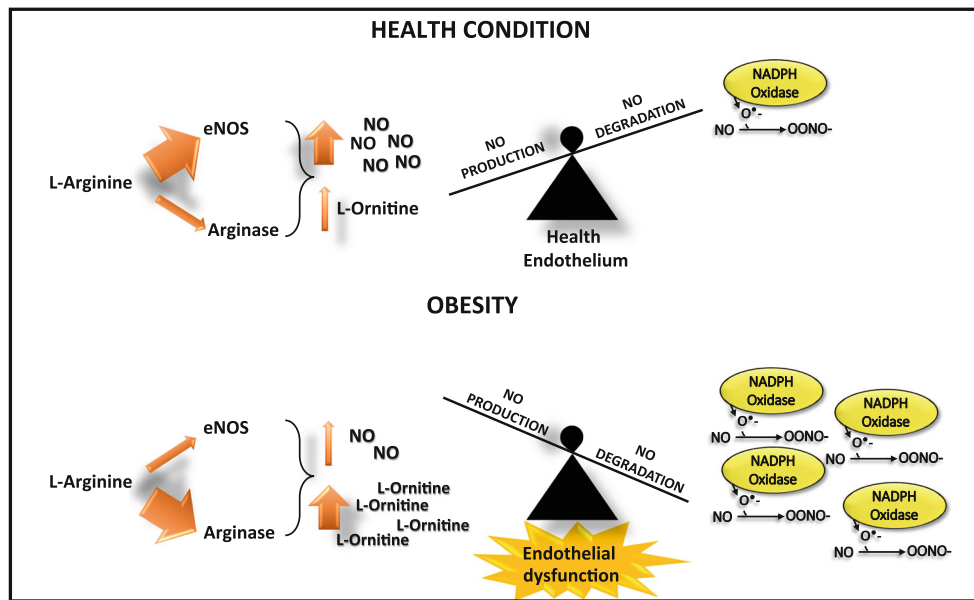 HEALTH CONDITION
L-Arginine
eNOS
Arginase
NO
NO NO
NO NO
L-Ornitine
NO
PRODUCTION
NO
DEGRADATION
Health
Endothelium
NADPH
Oxidase
O•-
NO OONO-
OBESITY
L-Arginine
eNOS
Arginase
NO
NO
L-Ornitine
L-Ornitine
L-Ornitine
L-Ornitine
NO
PRODUCTION
NO
DEGRADATION
Endothelial
dysfunction
NADPH
Oxidase
O•-
NO OONO-
NADPH
Oxidase
O•-
NO OONO-
NADPH
Oxidase
O•-
NO OONO-
NADPH
Oxidase
O•-
NO OONO-